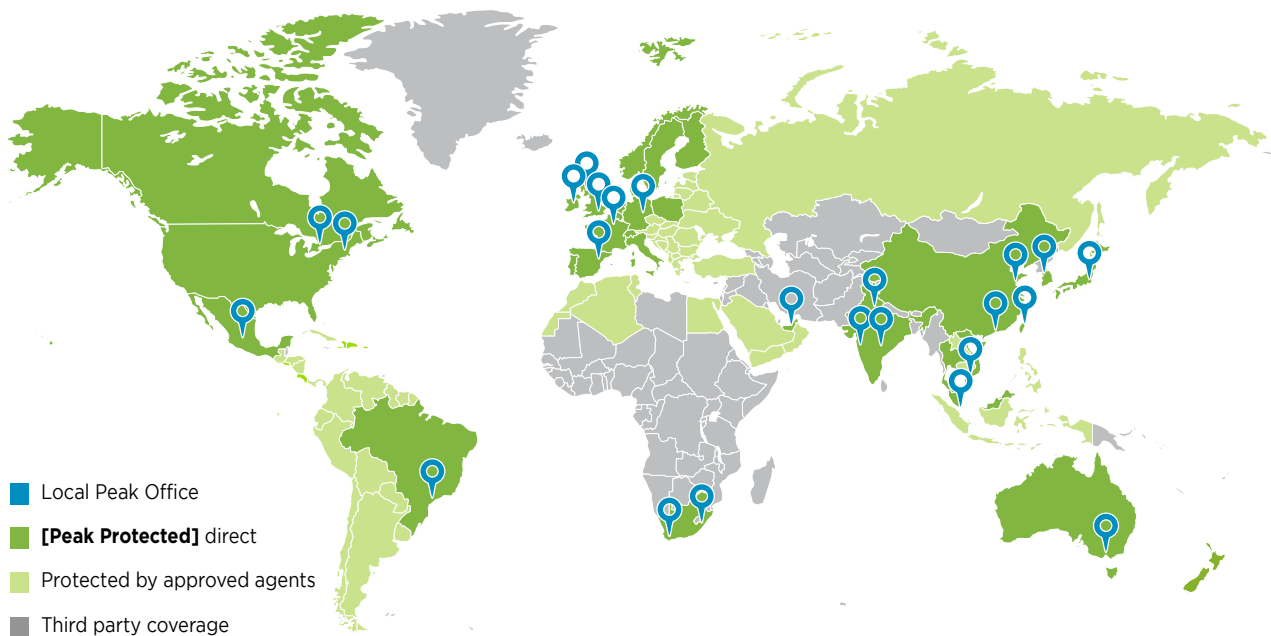 Local Peak Office
[Peak Protected] direct
Protected by approved agents
Third party coverage